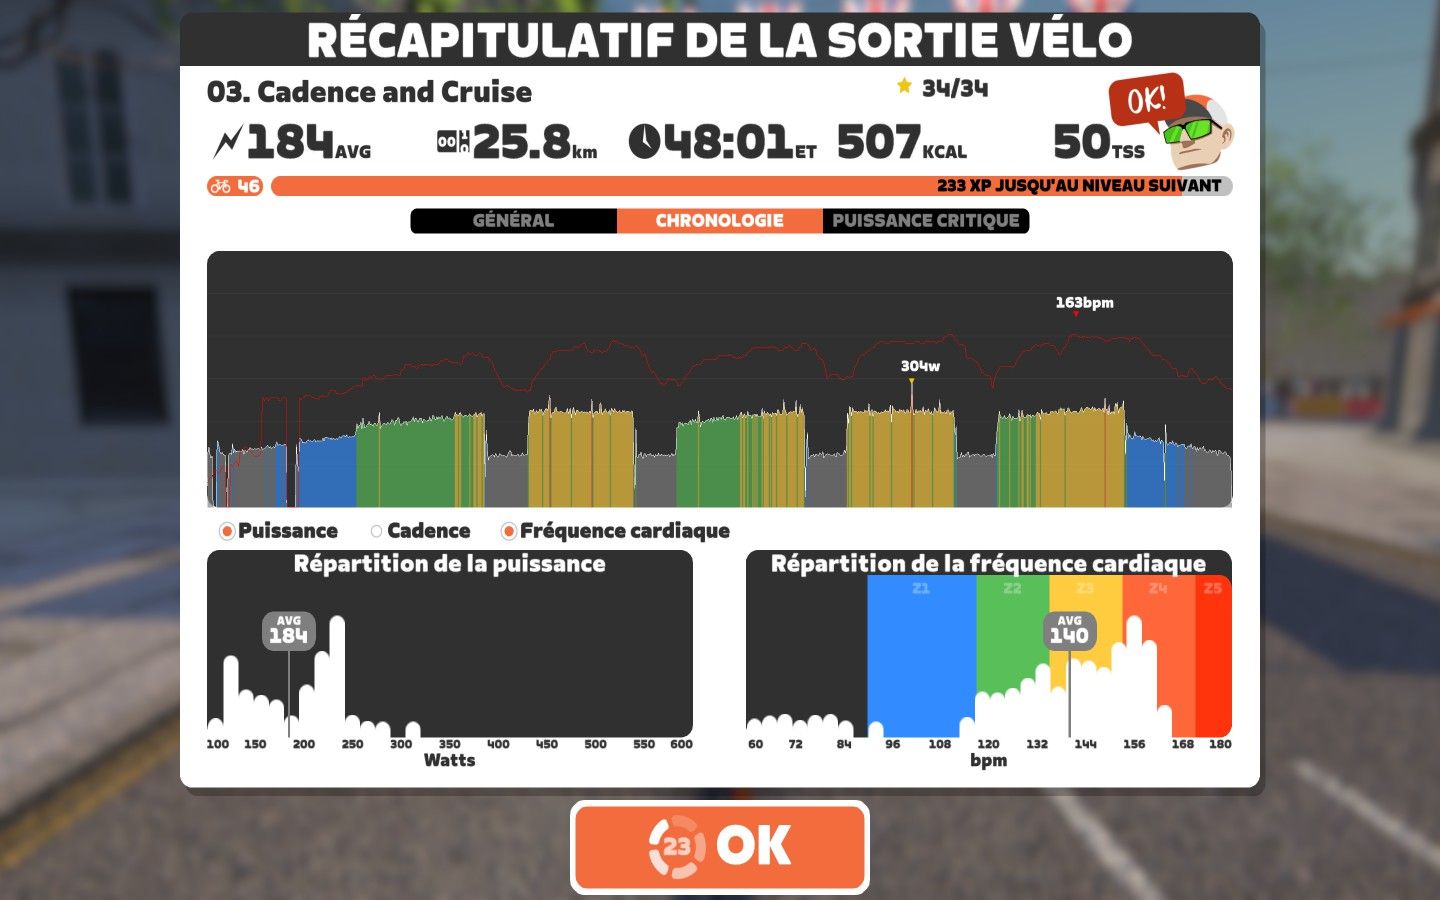 RÉCAPITULATIF DE LA SORTIE VÉLO
03. Cadence and Cruise
34/34
OK!
184AVG
25.8km
48:01ET
507KCAL
50TSS
46
233 XP JUSQU'AU NIVEAU SUIVANT
GÉNÉRAL
CHRONOLOGIE
PUISSANCE CRITIQUE
163bpm
304w
Puissance
Cadence
Fréquence cardiaque
Répartition de la puissance
AVG
184
100 150 200 250 300 350 400 450 500 550 600
Watts
Répartition de la fréquence cardiaque
Z1 Z2 Z3 Z4 Z5
AVG
140
60 72 84 96 108 120 132 144 156 168 180
bpm
23 OK